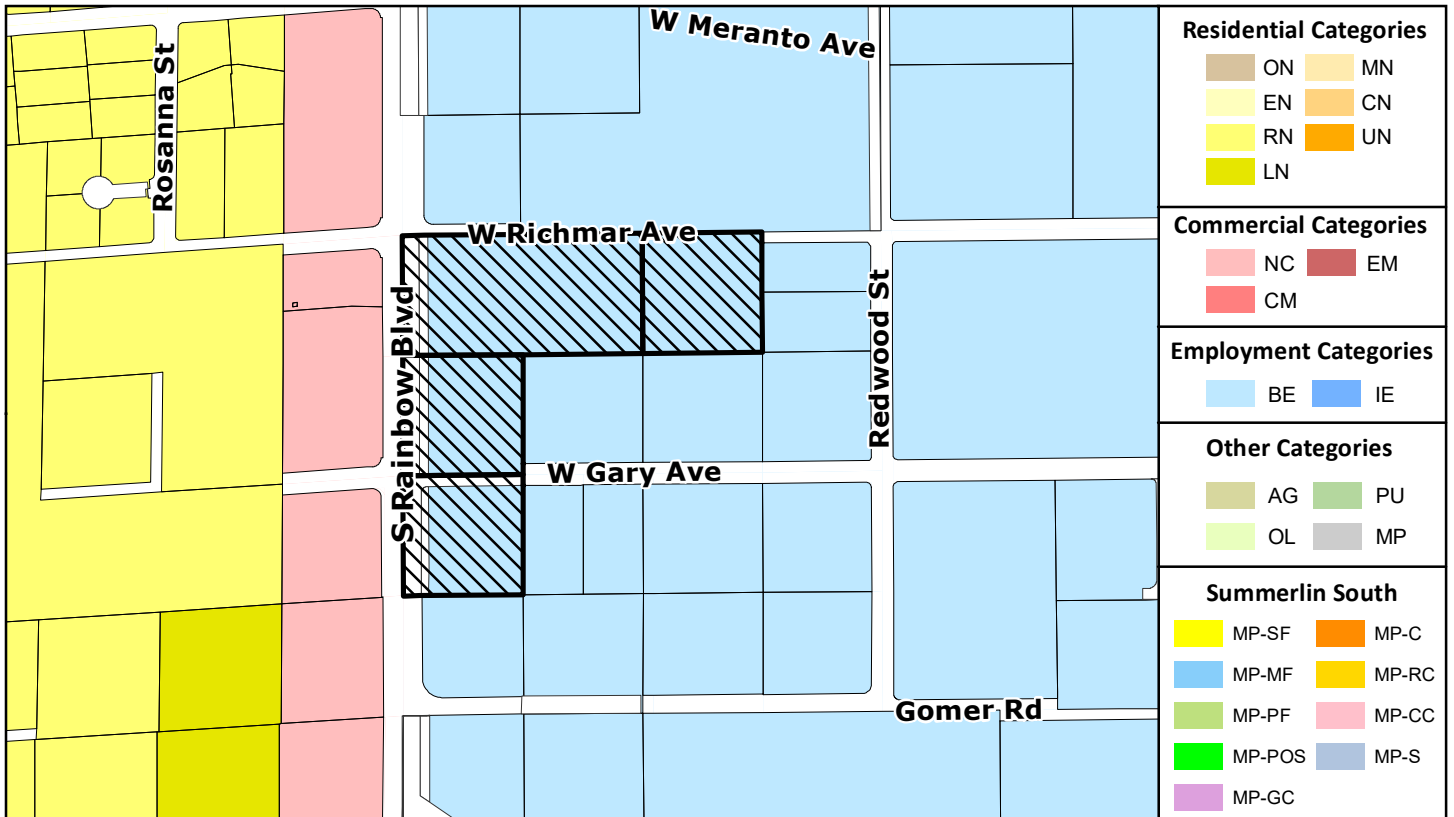 W Meranto Ave
Rosanna St
W Richmar Ave
S Rainbow Blvd
Redwood St
W Gary Ave
Gomer Rd
Residential Categories
ON MN
EN CN
RN UN
LN
Commercial Categories
NC EM
CM
Employment Categories
BE IE
Other Categories
AG PU
OL MP
Summerlin South
MP-SF MP-C
MP-MF MP-RC
MP-PF MP-CC
MP-POS MP-S
MP-GC